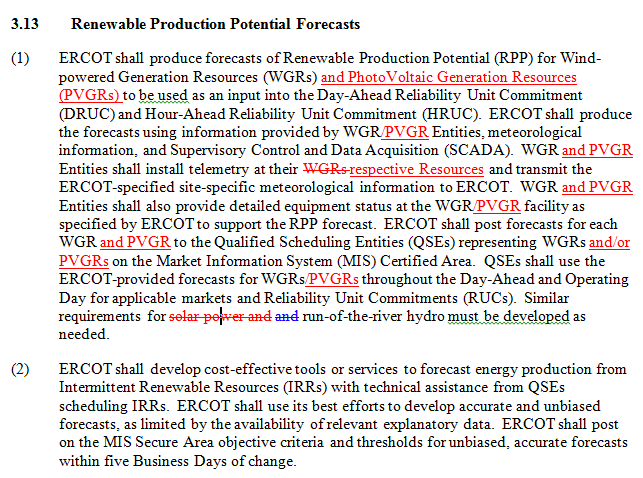 3.13 Renewable Production Potential Forecasts
(1) ERCOT shall produce forecasts of Renewable Production Potential (RPP) for Wind-
powered Generation Resources (WGRs) and PhotoVoltaic Generation Resources
(PVGRs) to be used as an input into the Day-Ahead Reliability Unit Commitment
(DRUC) and Hour-Ahead Reliability Unit Commitment (HRUC). ERCOT shall produce
the forecasts using information provided by WGR/PVGR Entities, meteorological
information, and Supervisory Control and Data Acquisition (SCADA). WGR and PVGR
Entities shall install telemetry at their WGRs respective Resources and transmit the
ERCOT-specified site-specific meteorological information to ERCOT. WGR and PVGR
Entities shall also provide detailed equipment status at the WGR/PVGR facility as
specified by ERCOT to support the RPP forecast. ERCOT shall post forecasts for each
WGR and PVGR to the Qualified Scheduling Entities (QSEs) representing WGRs and/or
PVGRs on the Market Information System (MIS) Certified Area. QSEs shall use the
ERCOT-provided forecasts for WGRs/PVGRs throughout the Day-Ahead and Operating
Day for applicable markets and Reliability Unit Commitments (RUCs). Similar
requirements for solar power and and run-of-the-river hydro must be developed as
needed.
(2) ERCOT shall develop cost-effective tools or services to forecast energy production from
Intermittent Renewable Resources (IRRs) with technical assistance from QSEs
scheduling IRRs. ERCOT shall use its best efforts to develop accurate and unbiased
forecasts, as limited by the availability of relevant explanatory data. ERCOT shall post
on the MIS Secure Area objective criteria and thresholds for unbiased, accurate forecasts
within five Business Days of change.